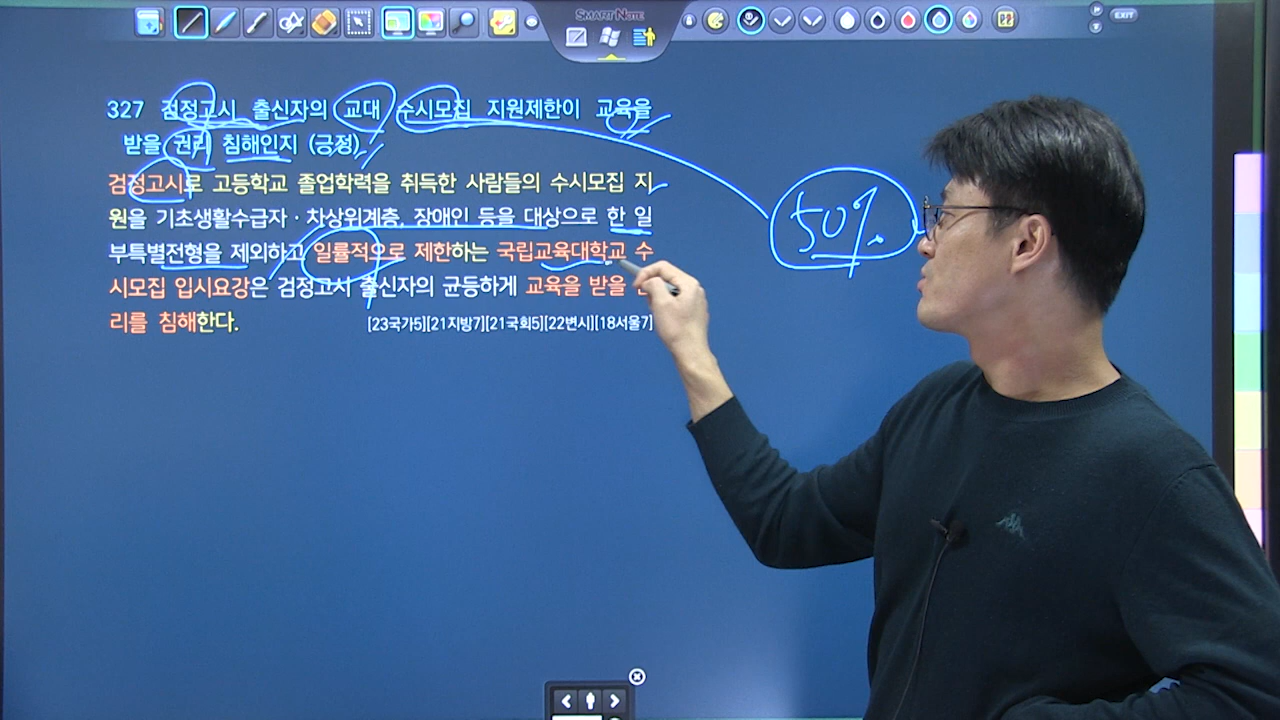 SMARTNOTE
EXIT
327 검정고시 출신자의 교대 수시모집 지원제한이 교육을
받을 권리 침해인지 (긍정)
검정고시로 고등학교 졸업학력을 취득한 사람들의 수시모집 지
원을 기초생활수급자·차상위계층, 장애인 등을 대상으로 한 일
부특별전형을 제외하고 일률적으로 제한하는 국립교육대학교 수
시모집 입시요강은 검정고시 출신자의 균등하게 교육을 받을
리를 침해한다.
[23국가5][21지방7][21국회5][22변시][18서울7]
50%